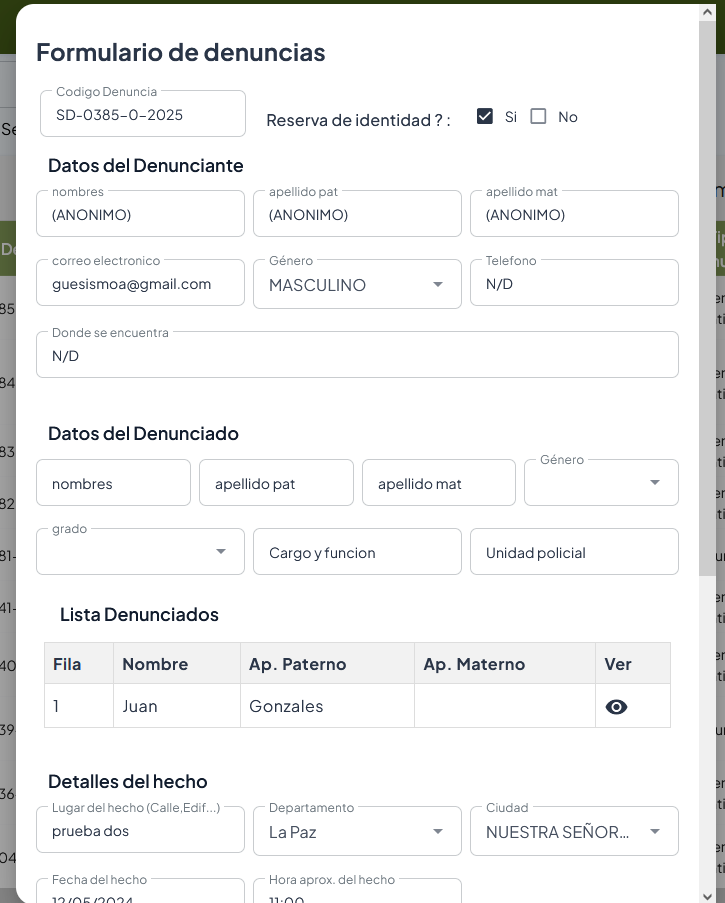 Formulario de denuncias
Codigo Denuncia
SD-0385-0-2025
Reserva de identidad ? :
Si
No
Datos del Denunciante
nombres
(ANONIMO)
apellido pat
(ANONIMO)
apellido mat
(ANONIMO)
correo electronico
guesismoa@gmail.com
Género
MASCULINO
Telefono
N/D
Donde se encuentra
N/D
Datos del Denunciado
nombres
apellido pat
apellido mat
Género
grado
Cargo y funcion
Unidad policial
Lista Denunciados
Fila Nombre Ap. Paterno Ap. Materno Ver
1 Juan Gonzales
Detalles del hecho
Lugar del hecho (Calle,Edif...)
prueba dos
Departamento
La Paz
Ciudad
NUESTRA SEÑOR...
Fecha del hecho
12/05/2024
Hora aprox. del hecho
11:00